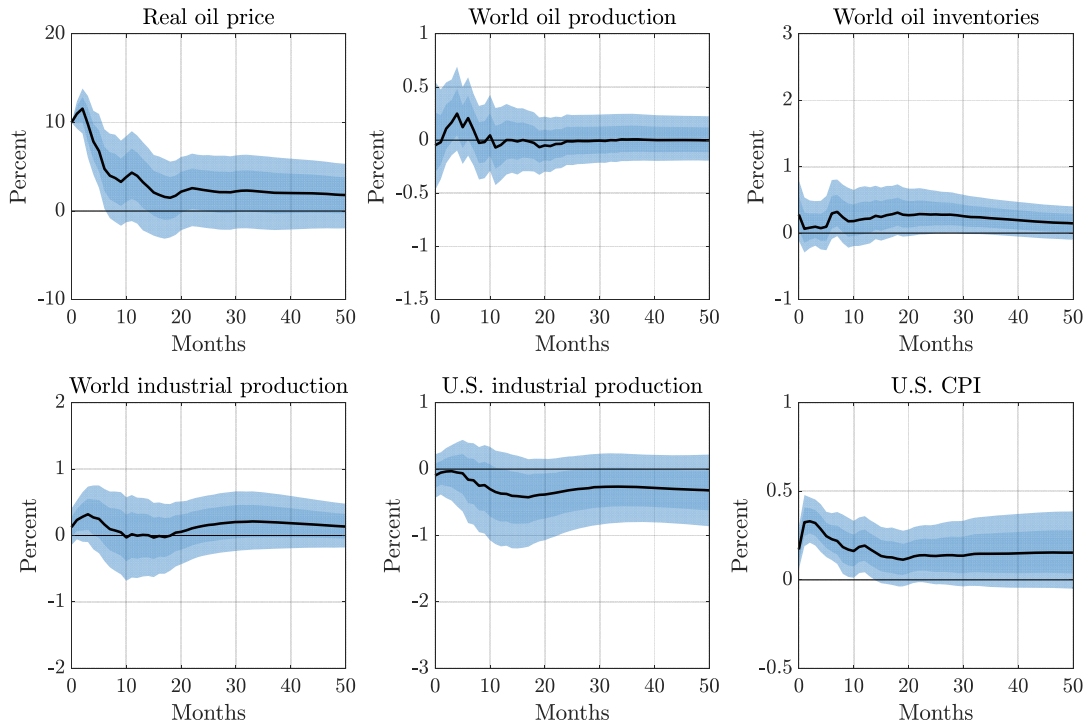 Real oil price
World oil production
World oil inventories
Percent
20
10
0
-10
0 10 20 30 40 50
Months
Percent
1
0.5
0
-0.5
-1
-1.5
0 10 20 30 40 50
Months
Percent
3
2
1
0
-1
0 10 20 30 40 50
Months
World industrial production
U.S. industrial production
U.S. CPI
Percent
2
1
0
-1
-2
0 10 20 30 40 50
Months
Percent
1
0
-1
-2
-3
0 10 20 30 40 50
Months
Percent
1
0.5
0
-0.5
0 10 20 30 40 50
Months